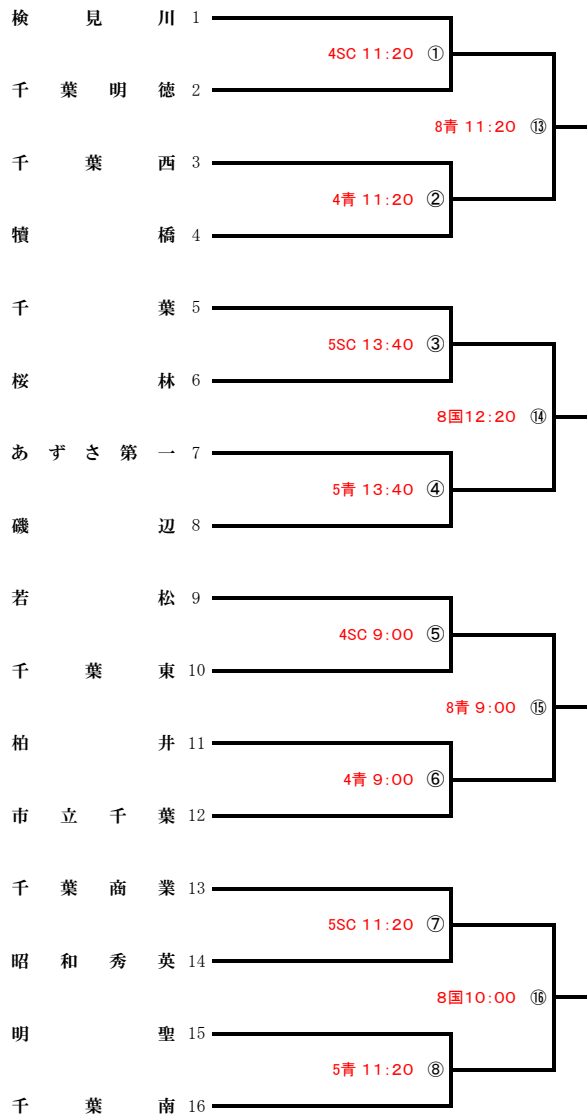 検見川 1
4SC 11:20 ①
千葉明徳 2
8青 11:20 ⑬
千葉西 3
4青 11:20 ②
犢橋 4
千葉 5
5SC 13:40 ③
桜林 6
8国12:20 ⑭
あずさ第一 7
5青 13:40 ④
磯辺 8
若松 9
4SC 9:00 ⑤
千葉東 10
8青 9:00 ⑮
柏井 11
4青 9:00 ⑥
市立千葉 12
千葉商業 13
5SC 11:20 ⑦
昭和秀英 14
8国10:00 ⑯
明聖 15
5青 11:20 ⑧
千葉南 16